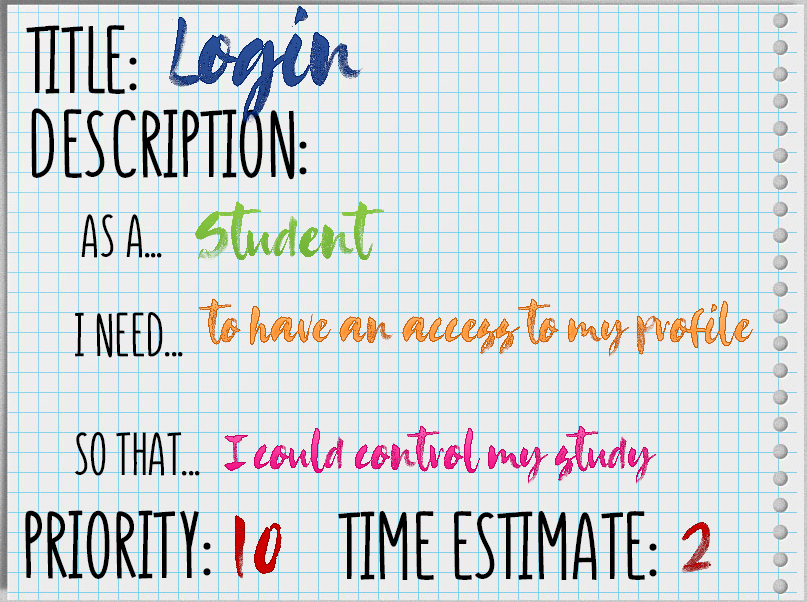 TITLE: Login
DESCRIPTION:
AS A... Student
I NEED... to have an access to my profile
SO THAT... I could control my study
PRIORITY: 10 TIME ESTIMATE: 2